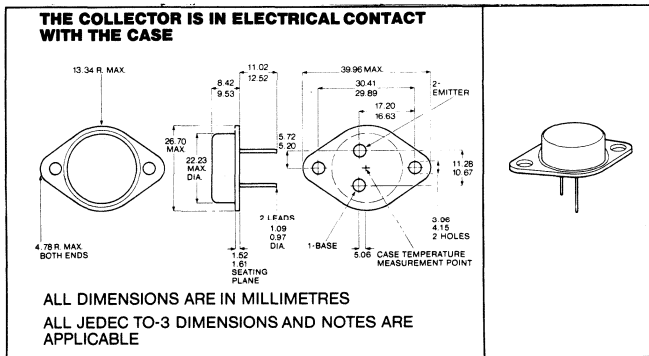 THE COLLECTOR IS IN ELECTRICAL CONTACT
WITH THE CASE
13.34 R. MAX.
8.42
9.53
11.02
12.52
39.96 MAX.
30.41
29.89
17.20
16.63
2-
EMITTER
26.70
MAX.
22.23
MAX.
DIA.
5.72
5.20
11.28
10.67
4.78 R. MAX.
BOTH ENDS
2 LEADS
1.09
0.97
DIA.
1.52
1.61
SEATING
PLANE
1-BASE
5.06
CASE TEMPERATURE
MEASUREMENT POINT
3.06
4.15
2 HOLES
ALL DIMENSIONS ARE IN MILLIMETRES
ALL JEDEC TO-3 DIMENSIONS AND NOTES ARE
APPLICABLE